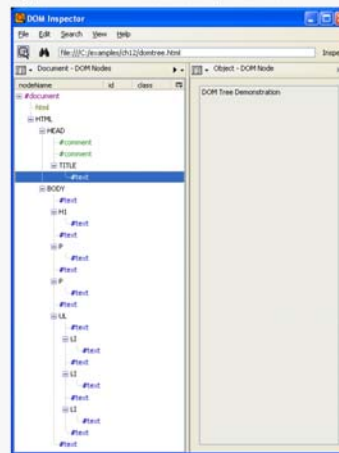 DOM Inspector
File Edit Search View Help
file:///C:/examples/ch12/domtree.html Inspe
Document - DOM Nodes
Object - DOM Node
nodeName id class
#document
html
HTML
HEAD
#comment
#comment
TITLE
#text
BODY
#text
H1
#text
#text
P
#text
#text
P
#text
#text
UL
#text
LI
#text
#text
LI
#text
#text
LI
#text
#text
#text
DOM Tree Demonstration